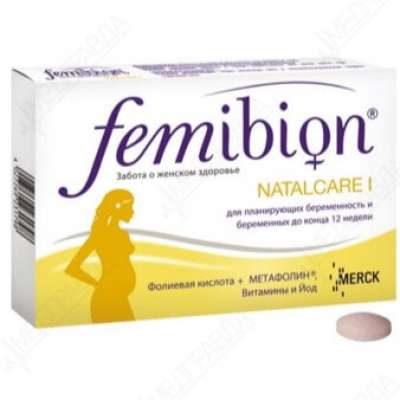 femibion®
Забота о женском здоровье
NATALCARE I
для планирующих беременность и
беременных до конца 12 недели
Фолиевая кислота + МЕТАФОЛИН®,
Витамины и Йод
MERCK